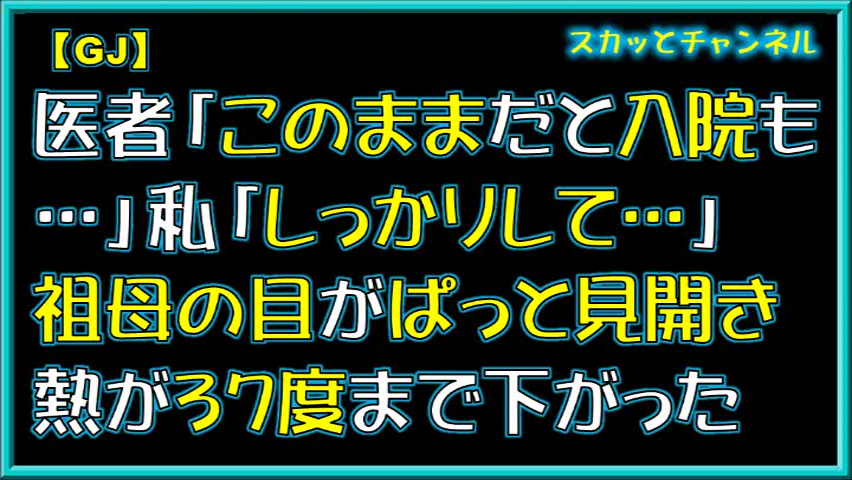 【GJ】
スカッとチャンネル
医者「このままだと入院も
…」私「しっかりして…」
祖母の目がぱっと見開き
熱が37度まで下がった